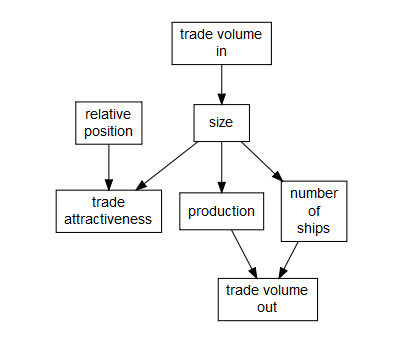 trade volume
in
relative
position
size
trade
attractiveness
production
number
of
ships
trade volume
out